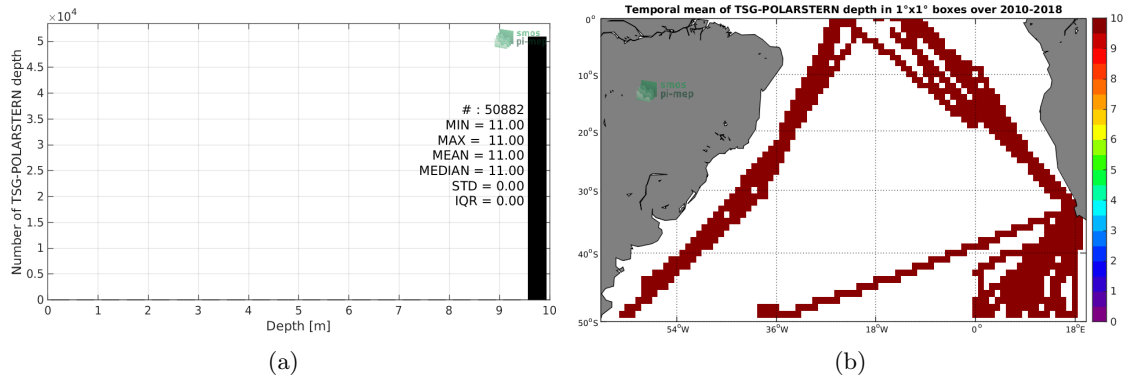 ×10⁴
5
4.5
4
3.5
3
2.5
2
1.5
1
0.5
0
Number of TSG-POLARSTERN depth
smos
pi-mep
# : 50882
MIN = 11.00
MAX = 11.00
MEAN = 11.00
MEDIAN = 11.00
STD = 0.00
IQR = 0.00
0 1 2 3 4 5 6 7 8 9 10
Depth [m]
(a)
Temporal mean of TSG-POLARSTERN depth in 1°x1° boxes over 2010-2018
0°
10°S
20°S
30°S
40°S
50°S
smos
pi-mep
54°W 36°W 18°W 0° 18°E
10
9
8
7
6
5
4
3
2
1
0
0
(b)